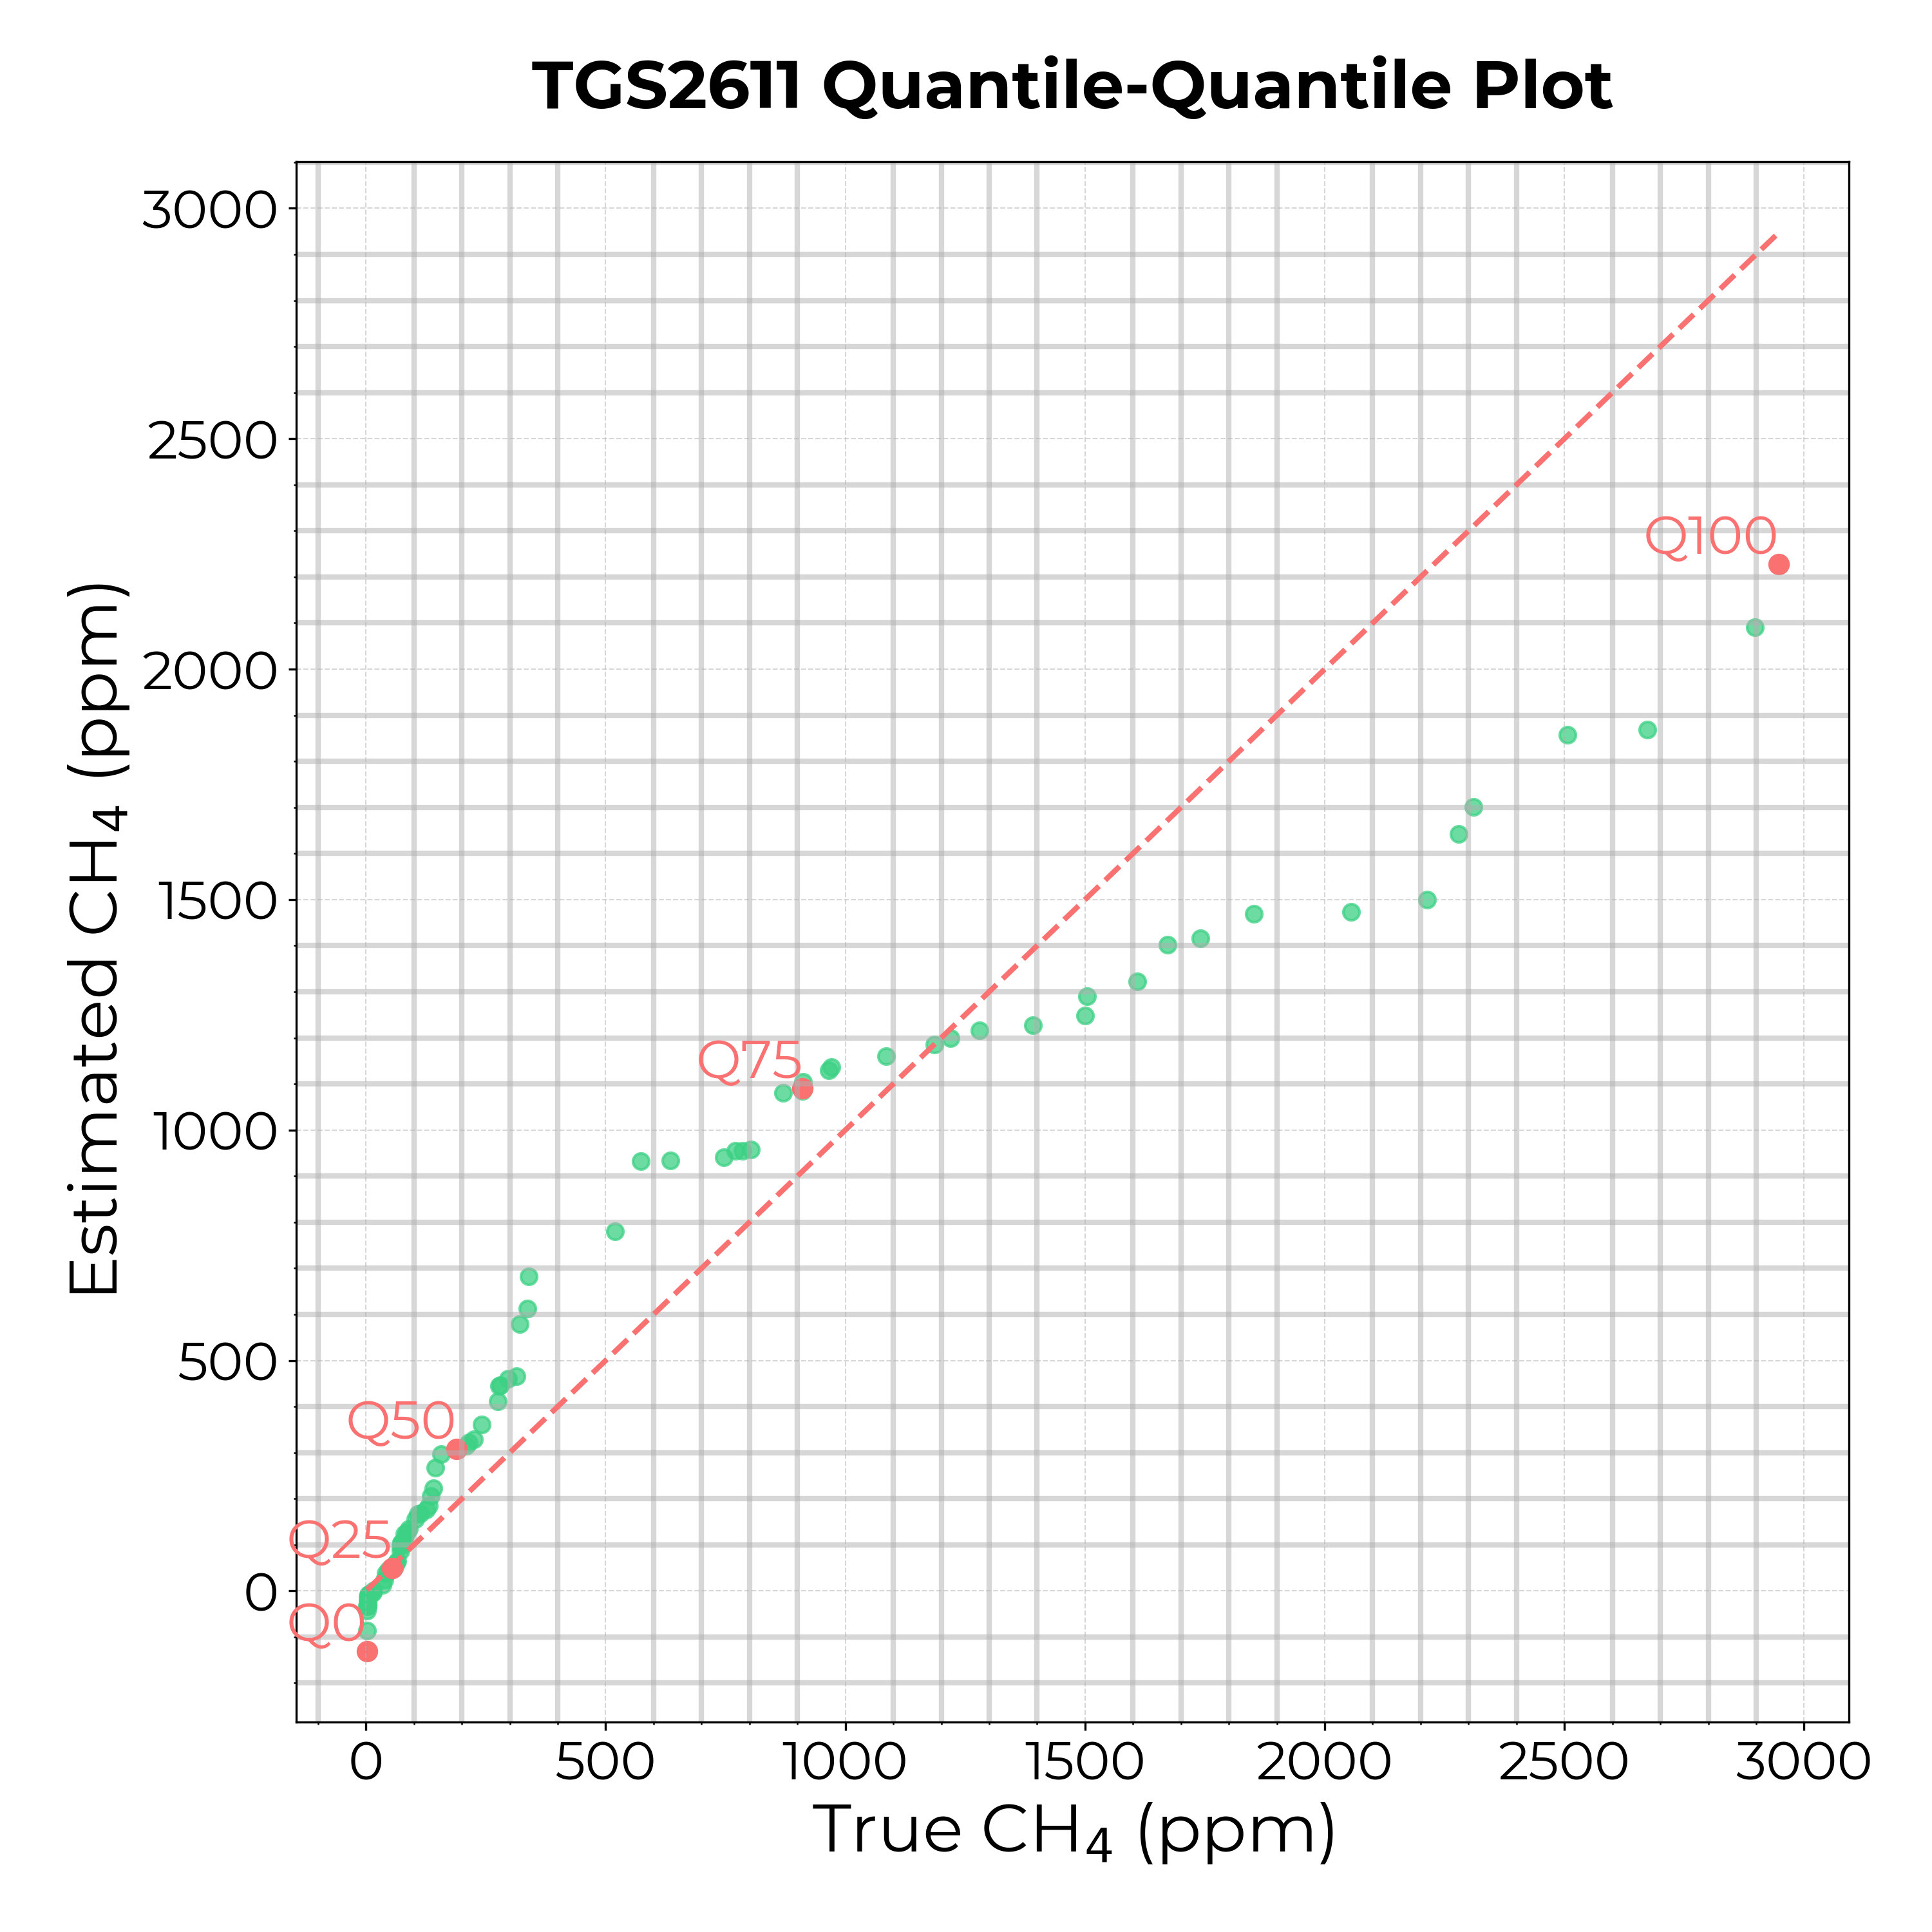 TGS2611 Quantile-Quantile Plot
Estimated CH₄ (ppm)
3000
2500
2000
1500
1000
500
0
Q100
Q75
Q50
Q25
Q0
0 500 1000 1500 2000 2500 3000
True CH₄ (ppm)